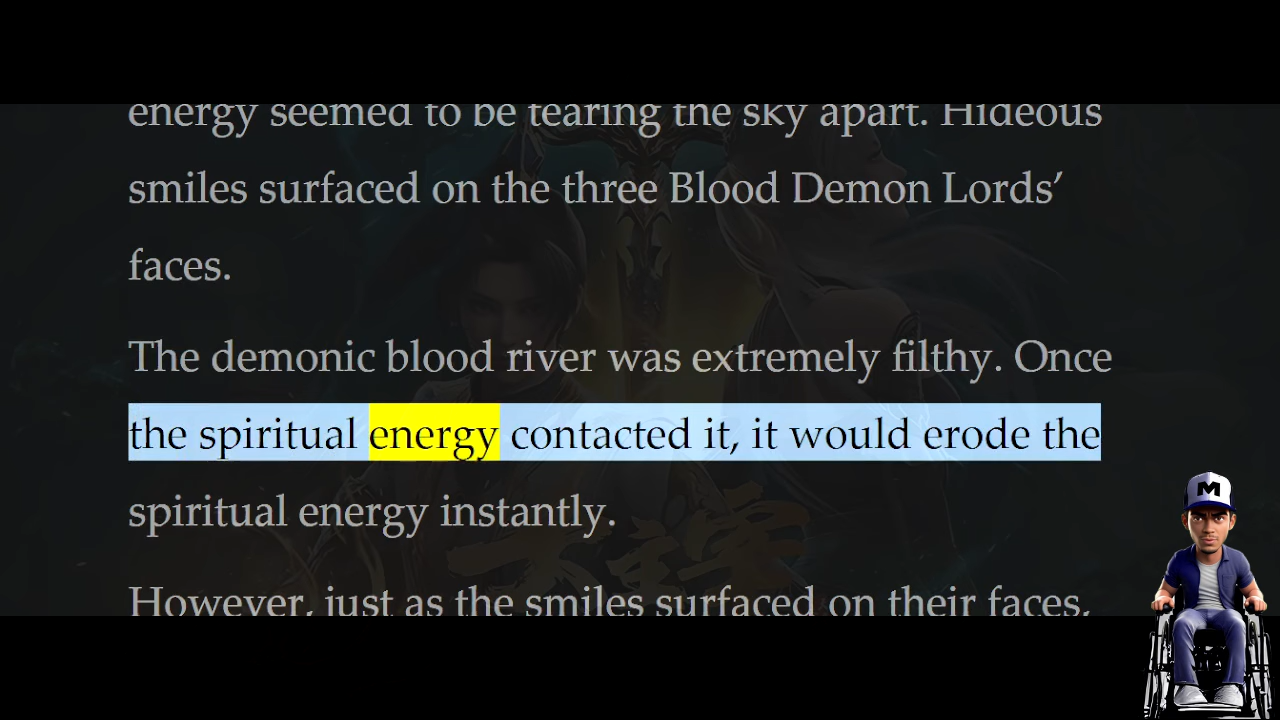 energy seemed to be tearing the sky apart. Hideous
smiles surfaced on the three Blood Demon Lords’
faces.
The demonic blood river was extremely filthy. Once
the spiritual energy contacted it, it would erode the
spiritual energy instantly.
However, just as the smiles surfaced on their faces,
M